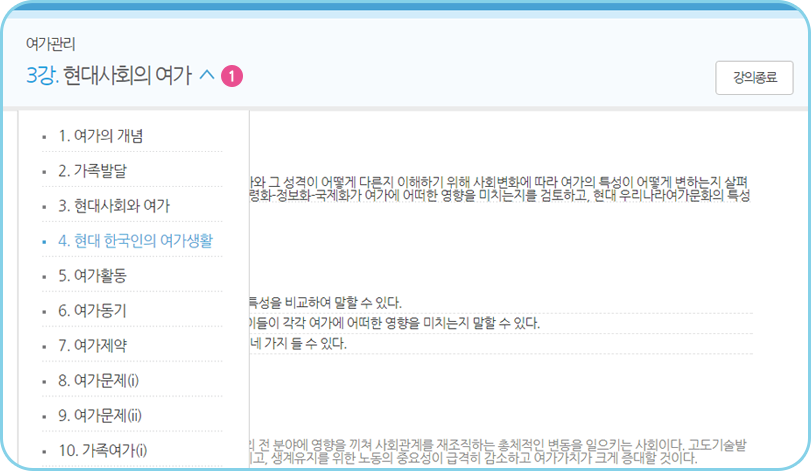 여가관리
3강. 현대사회의 여가 1
강의종료
1. 여가의 개념
2. 가족발달
3. 현대사회와 여가
4. 현대 한국인의 여가생활
5. 여가활동
6. 여가동기
7. 여가제약
8. 여가문제(i)
9. 여가문제(ii)
10. 가족여가(i)
그 성격이 어떻게 다른지 이해하기 위해 사회변화에 따라 여가의 특성이 어떻게 변하는지 살펴
령화-정보화-국제화가 여가에 어떠한 영향을 미치는지를 검토하고, 현대 우리나라여가문화의 특성
특성을 비교하여 말할 수 있다.
이들이 각각 여가에 어떠한 영향을 미치는지 말할 수 있다.
네 가지 들 수 있다.
전 분야에 영향을 끼쳐 사회관계를 재조직하는 총체적인 변동을 일으키는 사회이다. 고도기술발
생계유지를 위한 노동의 중요성이 급격히 감소하고 여가가치가 크게 증대할 것이다.